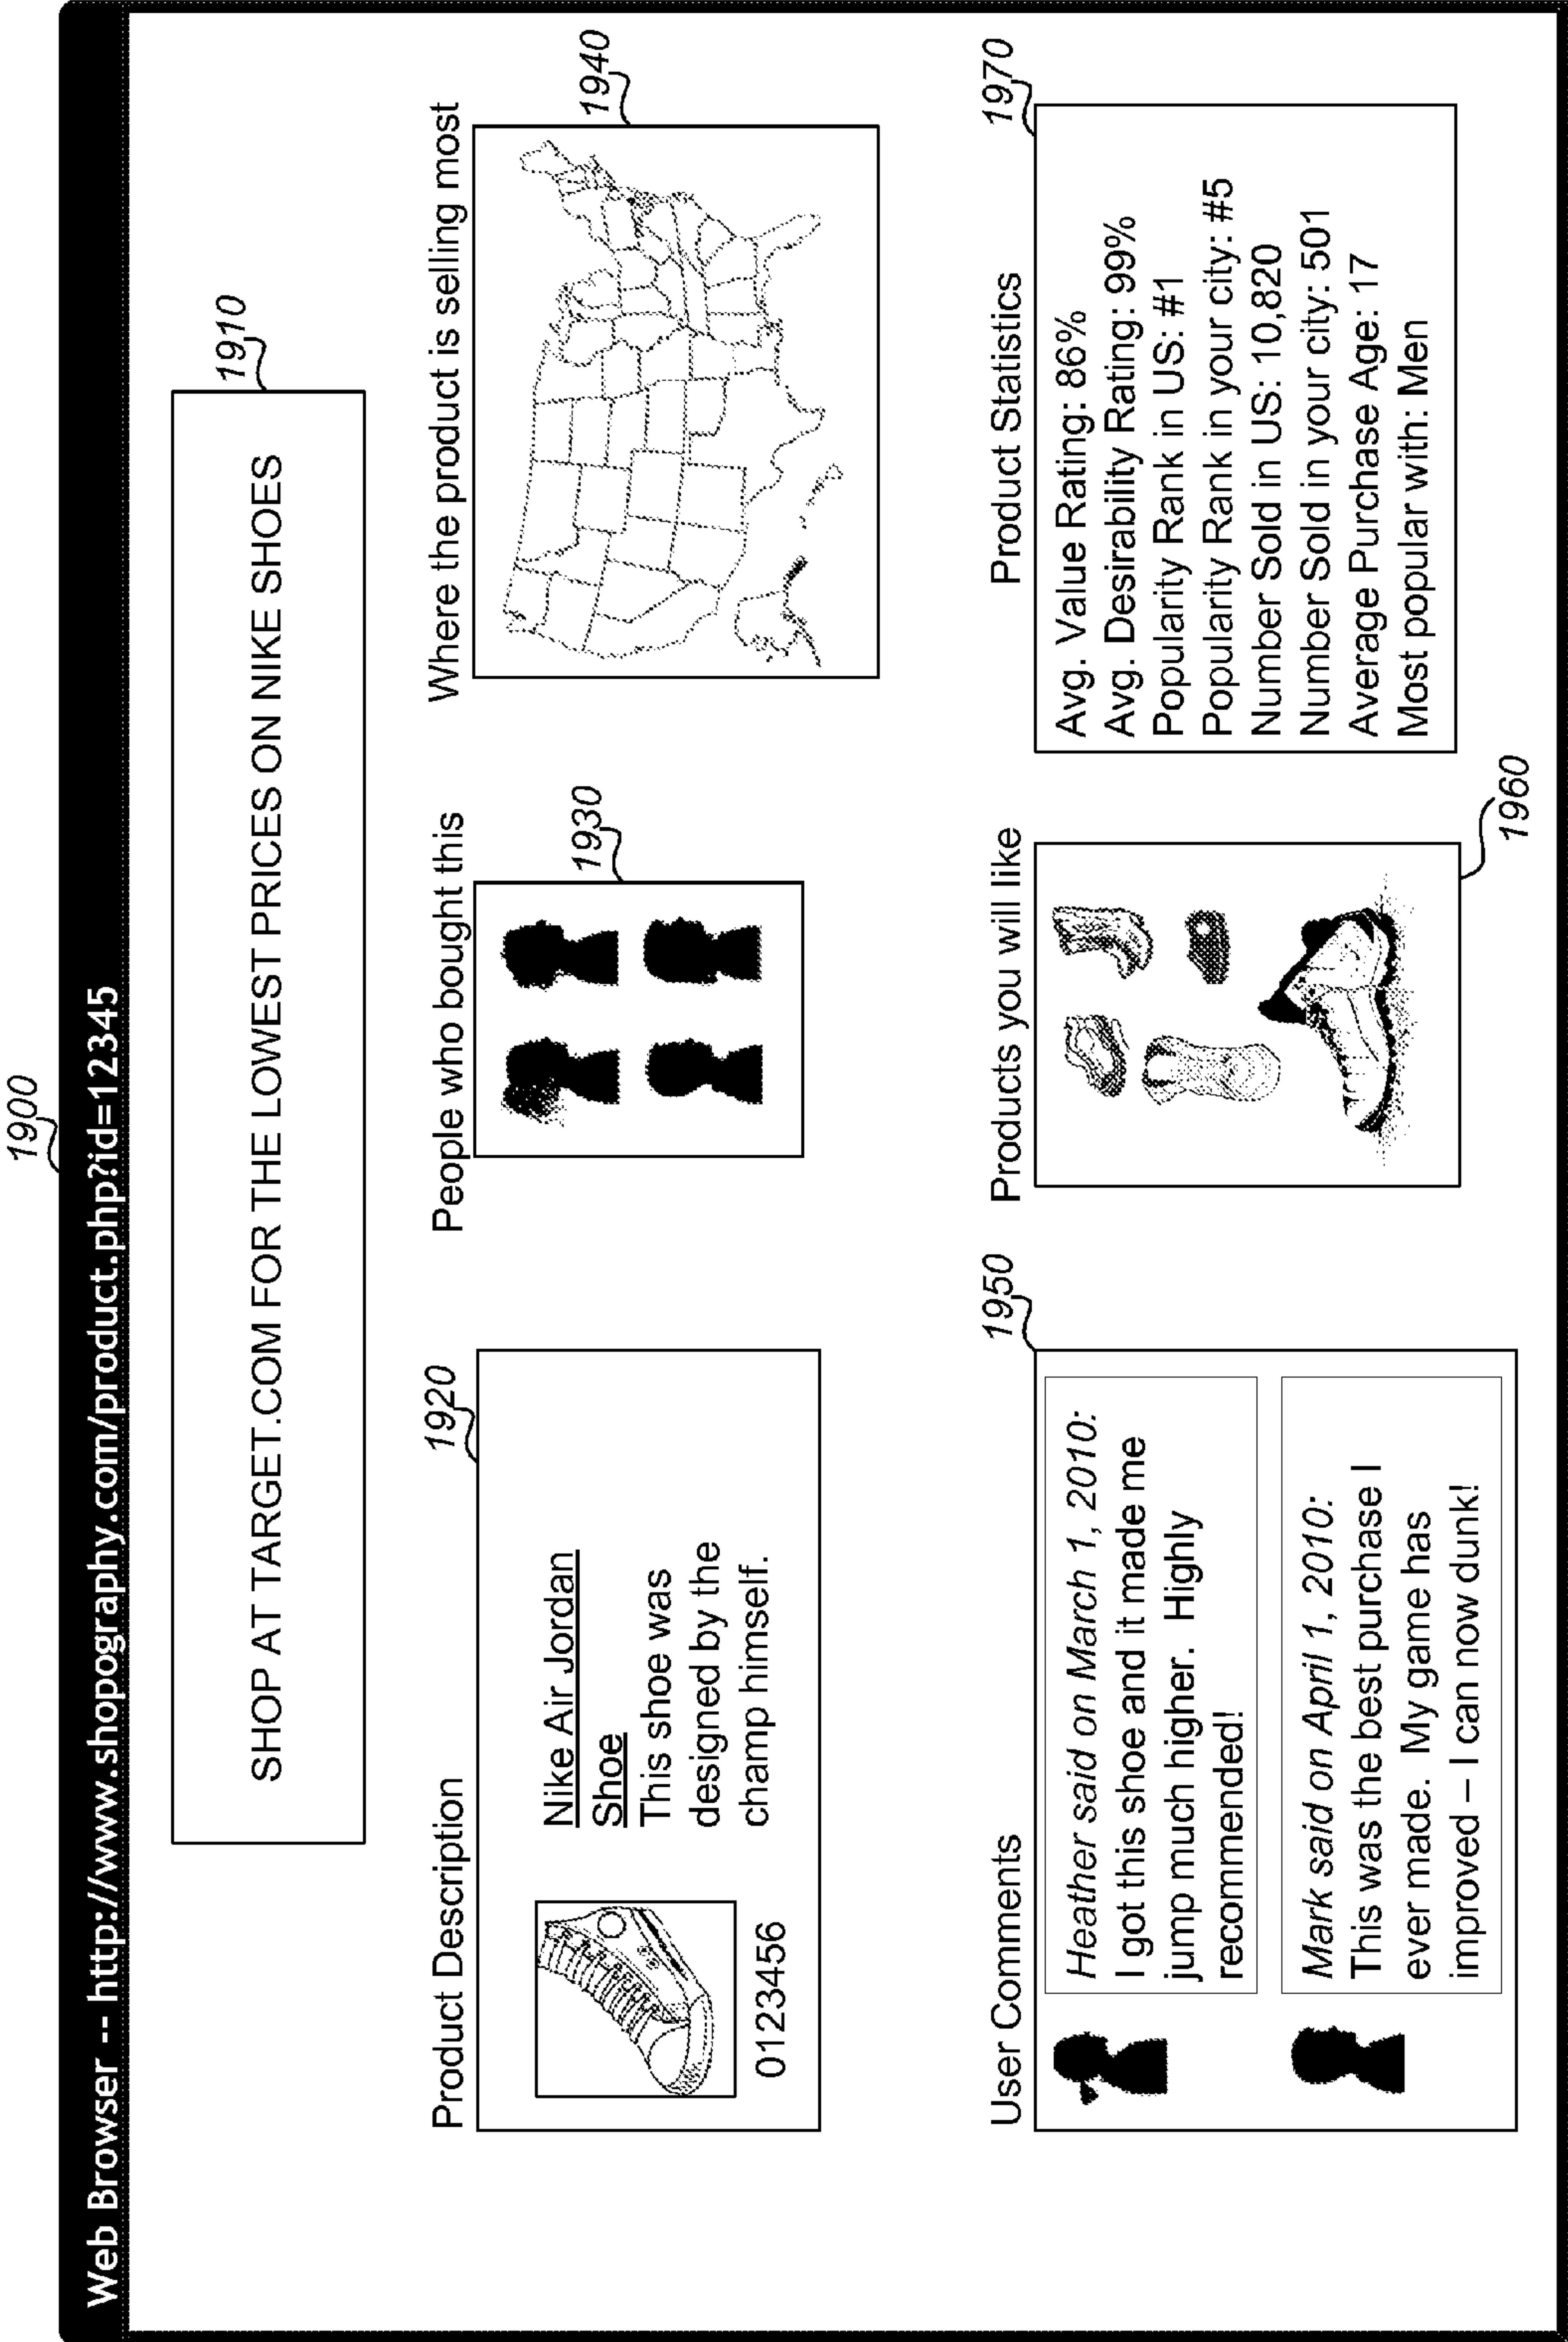 1900
Web Browser -- http://www.shopography.com/product.php?id=12345
1910
SHOP AT TARGET.COM FOR THE LOWEST PRICES ON NIKE SHOES
Product Description
1920
Nike Air Jordan
Shoe
This shoe was
designed by the
champ himself.
0123456
People who bought this
1930
Where the product is selling most
1940
User Comments
1950
Heather said on March 1, 2010:
I got this shoe and it made me
jump much higher. Highly
recommended!
Mark said on April 1, 2010:
This was the best purchase I
ever made. My game has
improved – I can now dunk!
Products you will like
1960
Product Statistics
1970
Avg. Value Rating: 86%
Avg. Desirability Rating: 99%
Popularity Rank in US: #1
Popularity Rank in your city: #5
Number Sold in US: 10,820
Number Sold in your city: 501
Average Purchase Age: 17
Most popular with: Men